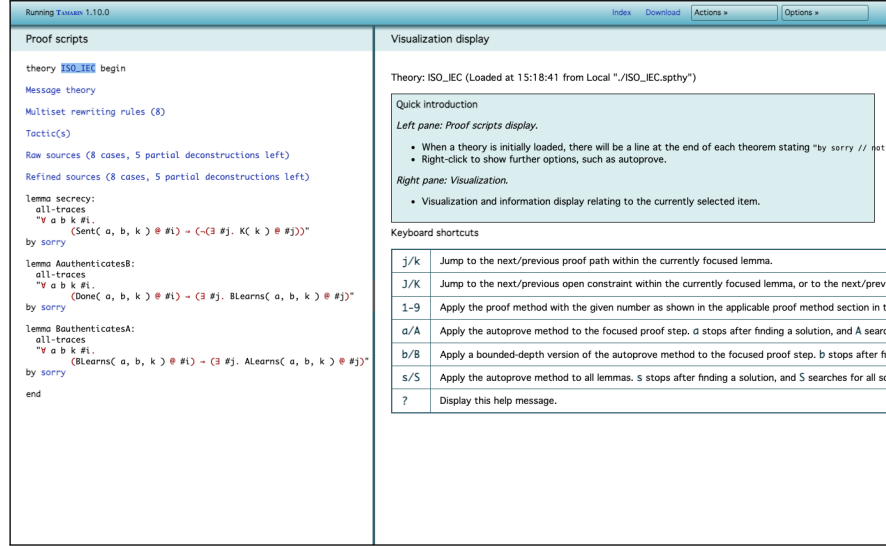 Running TAMARIN 1.10.0
Index Download Actions » Options »
Proof scripts
theory ISO_IEC begin
Message theory
Multiset rewriting rules (8)
Tactic(s)
Raw sources (8 cases, 5 partial deconstructions left)
Refined sources (8 cases, 5 partial deconstructions left)
lemma secrecy:
all-traces
"∀ a b k #i.
(Sent( a, b, k ) @ #i) → (¬(∃ #j. K( k ) @ #j))"
by sorry
lemma AauthenticatesB:
all-traces
"∀ a b k #i.
(Done( a, b, k ) @ #i) → (∃ #j. BLearns( a, b, k ) @ #j)"
by sorry
lemma BauthenticatesA:
all-traces
"∀ a b k #i.
(BLearns( a, b, k ) @ #i) → (∃ #j. ALearns( a, b, k ) @ #j)"
by sorry
end
Visualization display
Theory: ISO_IEC (Loaded at 15:18:41 from Local "./ISO_IEC.spthy")
Quick introduction
Left pane: Proof scripts display.
• When a theory is initially loaded, there will be a line at the end of each theorem stating "by sorry // not
• Right-click to show further options, such as autoprove.
Right pane: Visualization.
• Visualization and information display relating to the currently selected item.
Keyboard shortcuts
j/k Jump to the next/previous proof path within the currently focused lemma.
J/K Jump to the next/previous open constraint within the currently focused lemma, or to the next/prev
1-9 Apply the proof method with the given number as shown in the applicable proof method section in t
a/A Apply the autoprove method to the focused proof step. a stops after finding a solution, and A searc
b/B Apply a bounded-depth version of the autoprove method to the focused proof step. b stops after f
s/S Apply the autoprove method to all lemmas. s stops after finding a solution, and S searches for all so
? Display this help message.